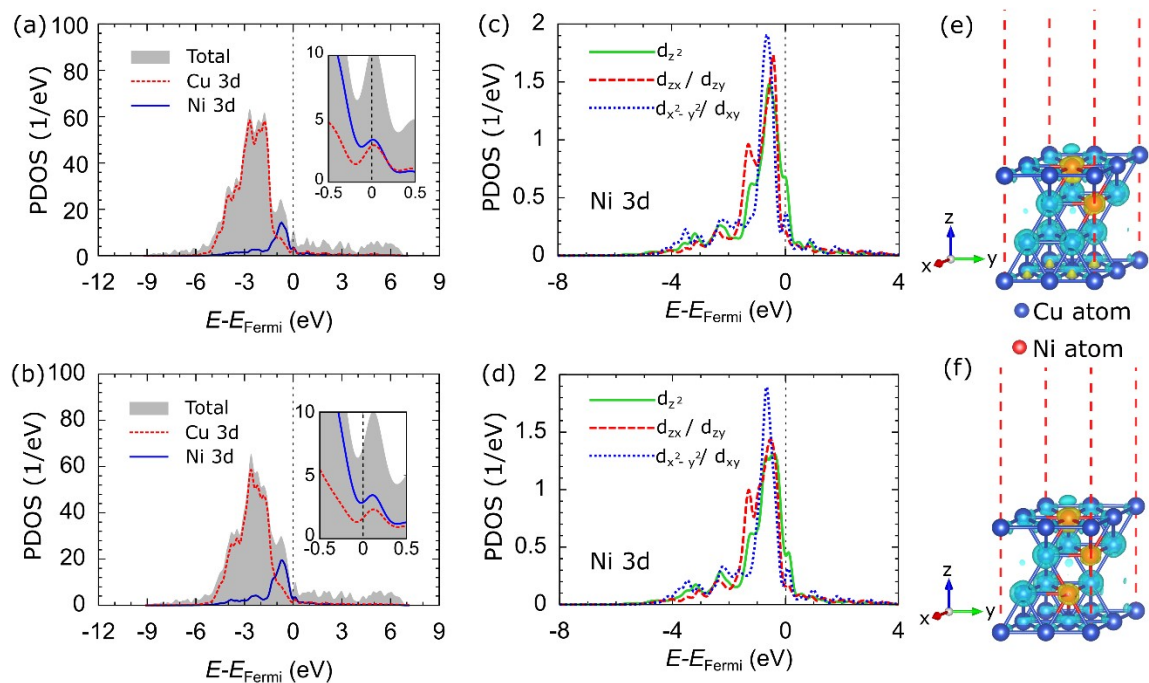 (a)
PDOS (1/eV)
100
80
60
40
20
0
Total
Cu 3d
Ni 3d
10
5
0
-0.5 0 0.5
-12 -9 -6 -3 0 3 6 9
E-E_Fermi (eV)
(c)
PDOS (1/eV)
2
1.5
1
0.5
0
d_z²
d_zx / d_zy
d_x²-y² / d_xy
Ni 3d
-8 -4 0 4
E-E_Fermi (eV)
(e)
z
x
y
Cu atom
Ni atom
(b)
PDOS (1/eV)
100
80
60
40
20
0
Total
Cu 3d
Ni 3d
10
5
0
-0.5 0 0.5
-12 -9 -6 -3 0 3 6 9
E-E_Fermi (eV)
(d)
PDOS (1/eV)
2
1.5
1
0.5
0
d_z²
d_zx / d_zy
d_x²-y² / d_xy
Ni 3d
-8 -4 0 4
E-E_Fermi (eV)
(f)
z
x
y